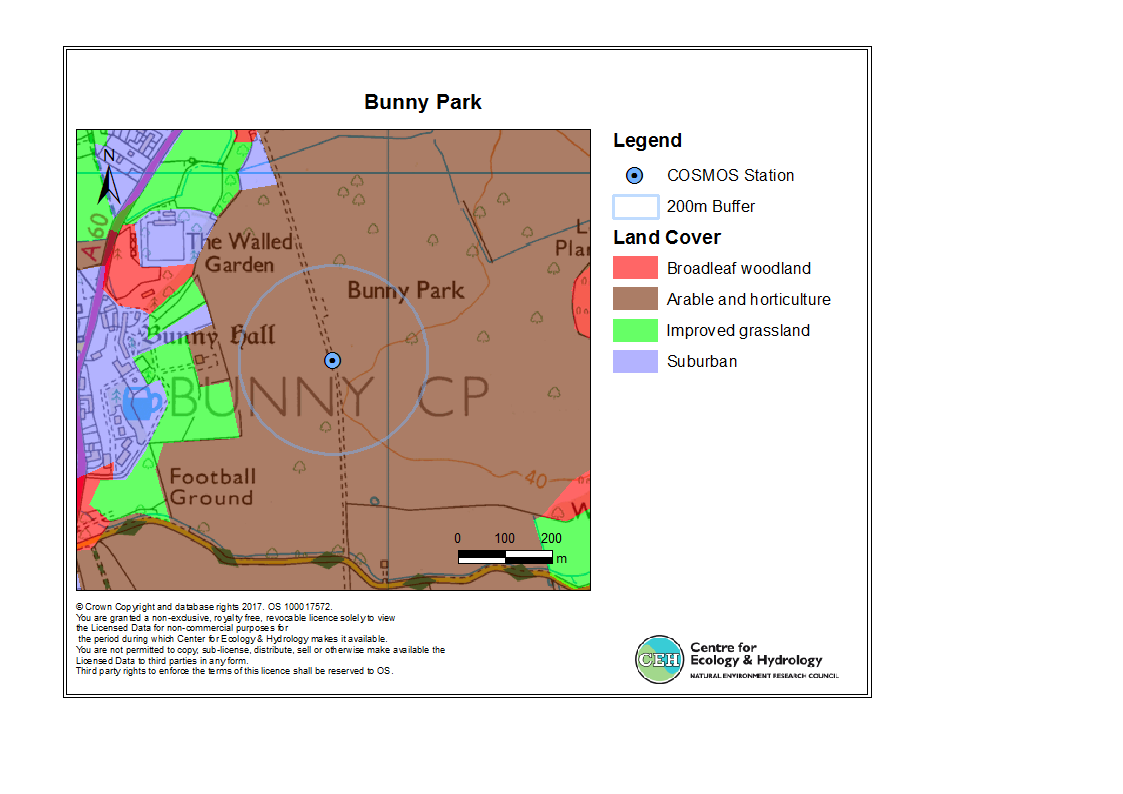 Bunny Park
N
A 60
The Walled
Garden
Bunny Park
Bunny Hall
BUNNY CP
Football
Ground
40
0 100 200
m
Legend
COSMOS Station
200m Buffer
Land Cover
Broadleaf woodland
Arable and horticulture
Improved grassland
Suburban
© Crown Copyright and database rights 2017. OS 100017572.
You are granted a non-exclusive, royalty free, revocable licence solely to view
the Licensed Data for non-commercial purposes for
the period during which Center for Ecology & Hydrology makes it available.
You are not permitted to copy, sub-license, distribute, sell or otherwise make available the
Licensed Data to third parties in any form.
Third party rights to enforce the terms of this licence shall be reserved to OS.
CEH
Centre for
Ecology & Hydrology
NATURAL ENVIRONMENT RESEARCH COUNCIL